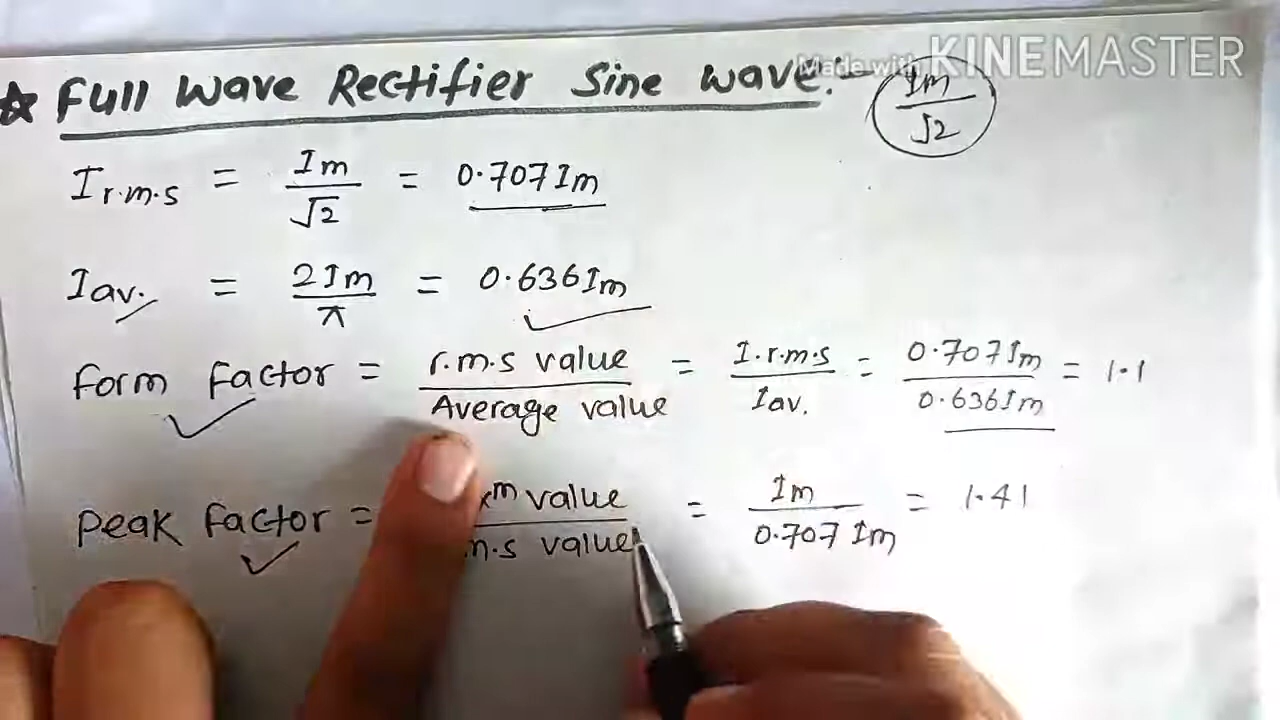 Made with KINEMASTER
☆ Full Wave Rectifier Sine Wave:- Im/√2
Ir.m.s = Im/√2 = 0.707Im
Iav. = 2Im/π = 0.636Im
Form factor = r.m.s value/Average value = I.r.m.s/Iav. = 0.707Im/0.636Im = 1.1
Peak factor = xm value/m.s value = Im/0.707Im = 1.41